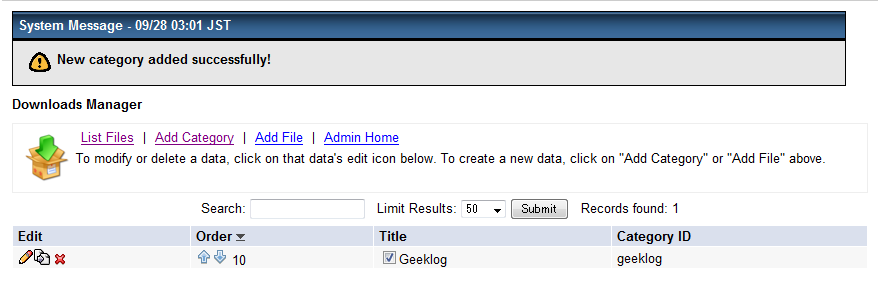 System Message - 09/28 03:01 JST
New category added successfully!
Downloads Manager
List Files | Add Category | Add File | Admin Home
To modify or delete a data, click on that data's edit icon below. To create a new data, click on "Add Category" or "Add File" above.
Search: Limit Results: 50 Submit Records found: 1
Edit Order Title Category ID
10 Geeklog geeklog